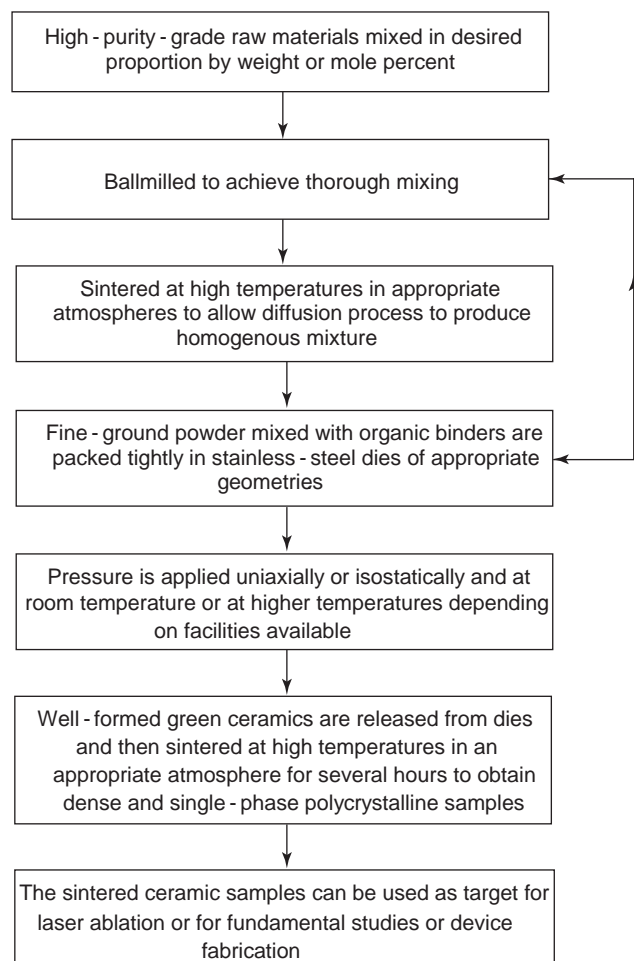 High - purity - grade raw materials mixed in desired
proportion by weight or mole percent
Ballmilled to achieve thorough mixing
Sintered at high temperatures in appropriate
atmospheres to allow diffusion process to produce
homogenous mixture
Fine - ground powder mixed with organic binders are
packed tightly in stainless - steel dies of appropriate
geometries
Pressure is applied uniaxially or isostatically and at
room temperature or at higher temperatures depending
on facilities available
Well - formed green ceramics are released from dies
and then sintered at high temperatures in an
appropriate atmosphere for several hours to obtain
dense and single - phase polycrystalline samples
The sintered ceramic samples can be used as target for
laser ablation or for fundamental studies or device
fabrication